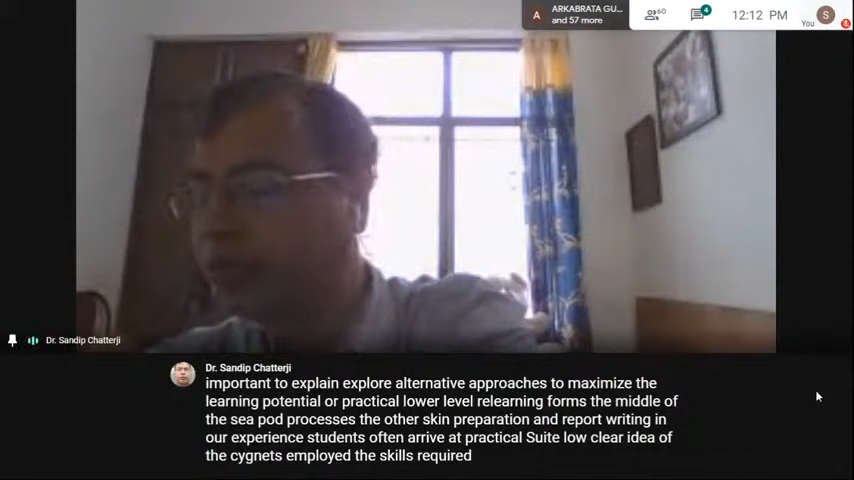 A
ARKABRATA GU...
and 57 more
60
4
12:12 PM
You
S
Dr. Sandip Chatterji
Dr. Sandip Chatterji
important to explain explore alternative approaches to maximize the
learning potential or practical lower level relearning forms the middle of
the sea pod processes the other skin preparation and report writing in
our experience students often arrive at practical Suite low clear idea of
the cygnets employed the skills required